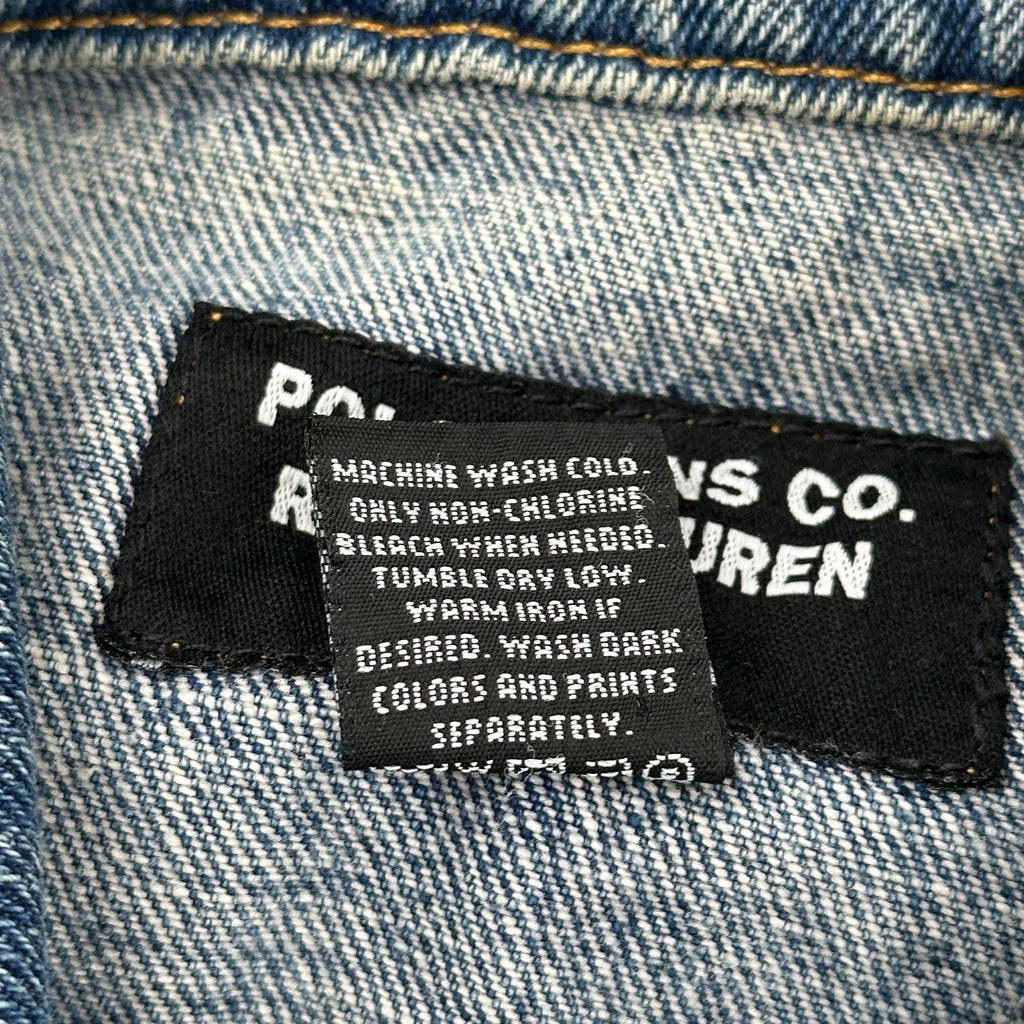 POL NS CO.
R UREN
MACHINE WASH COLD.
ONLY NON-CHLORINE
BLEACH WHEN NEEDED.
TUMBLE DRY LOW.
WARM IRON IF
DESIRED. WASH DARK
COLORS AND PRINTS
SEPARATELY.